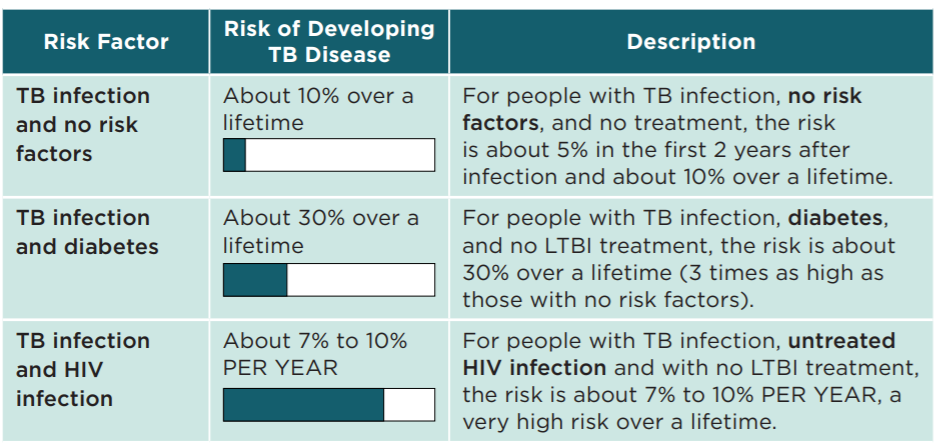 Risk Factor
Risk of Developing
TB Disease
Description
TB infection
and no risk
factors
About 10% over a
lifetime
For people with TB infection, no risk
factors, and no treatment, the risk
is about 5% in the first 2 years after
infection and about 10% over a lifetime.
TB infection
and diabetes
About 30% over a
lifetime
For people with TB infection, diabetes,
and no LTBI treatment, the risk is about
30% over a lifetime (3 times as high as
those with no risk factors).
TB infection
and HIV
infection
About 7% to 10%
PER YEAR
For people with TB infection, untreated
HIV infection and with no LTBI treatment,
the risk is about 7% to 10% PER YEAR, a
very high risk over a lifetime.